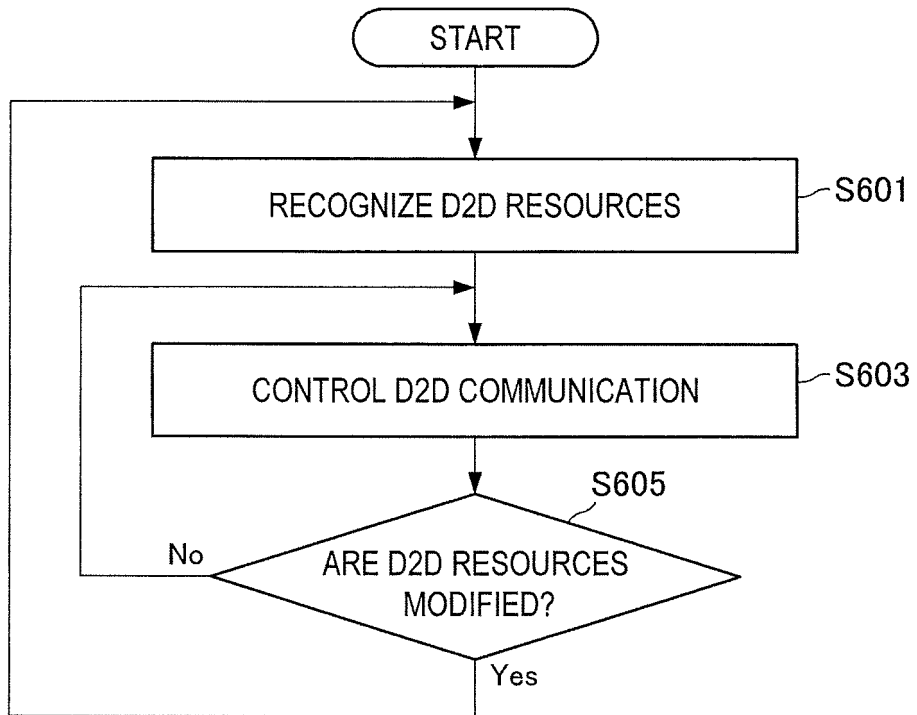 START
RECOGNIZE D2D RESOURCES
S601
CONTROL D2D COMMUNICATION
S603
S605
No
ARE D2D RESOURCES
MODIFIED?
Yes